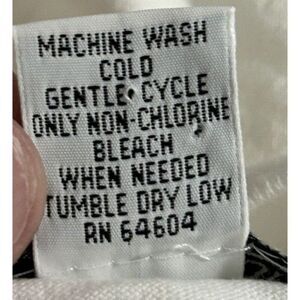 MACHINE WASH
COLD
GENTLE CYCLE
ONLY NON-CHLORINE
BLEACH
WHEN NEEDED
TUMBLE DRY LOW
RN 64604